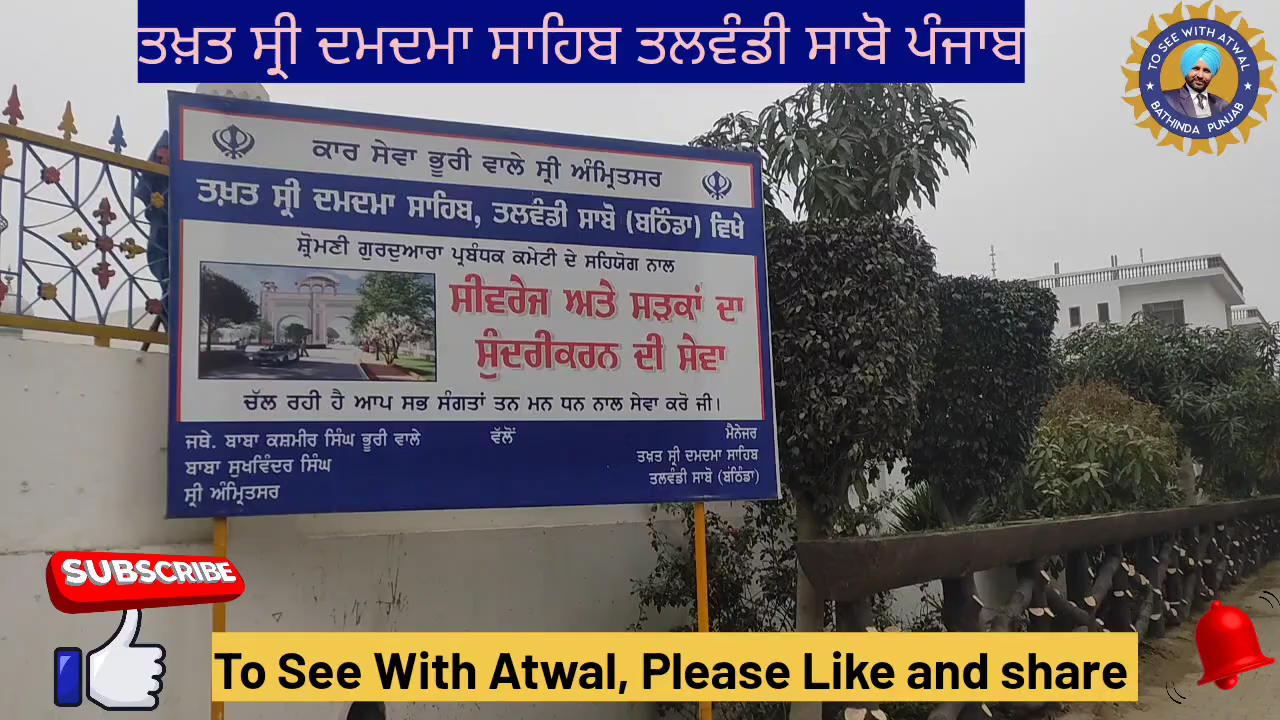 ਤਖ਼ਤ ਸ੍ਰੀ ਦਮਦਮਾ ਸਾਹਿਬ ਤਲਵੰਡੀ ਸਾਬੋ ਪੰਜਾਬ
TO SEE WITH ATWAL
BATHINDA PUNJAB
ਕਾਰ ਸੇਵਾ ਭੂਰੀ ਵਾਲੇ ਸ੍ਰੀ ਅੰਮ੍ਰਿਤਸਰ
ਤਖ਼ਤ ਸ੍ਰੀ ਦਮਦਮਾ ਸਾਹਿਬ, ਤਲਵੰਡੀ ਸਾਬੋ (ਬਠਿੰਡਾ) ਵਿਖੇ
ਸ਼੍ਰੋਮਣੀ ਗੁਰਦੁਆਰਾ ਪ੍ਰਬੰਧਕ ਕਮੇਟੀ ਦੇ ਸਹਿਯੋਗ ਨਾਲ
ਸੀਵਰੇਜ ਅਤੇ ਸੜਕਾਂ ਦਾ
ਸੁੰਦਰੀਕਰਨ ਦੀ ਸੇਵਾ
ਚੱਲ ਰਹੀ ਹੈ ਆਪ ਸਭ ਸੰਗਤਾਂ ਤਨ ਮਨ ਧਨ ਨਾਲ ਸੇਵਾ ਕਰੋ ਜੀ।
ਜਥੇ. ਬਾਬਾ ਕਸ਼ਮੀਰ ਸਿੰਘ ਭੂਰੀ ਵਾਲੇ
ਬਾਬਾ ਸੁਖਵਿੰਦਰ ਸਿੰਘ
ਸ੍ਰੀ ਅੰਮ੍ਰਿਤਸਰ
ਵੱਲੋਂ
ਮੈਨੇਜਰ
ਤਖ਼ਤ ਸ੍ਰੀ ਦਮਦਮਾ ਸਾਹਿਬ
ਤਲਵੰਡੀ ਸਾਬੋ (ਬਠਿੰਡਾ)
SUBSCRIBE
To See With Atwal, Please Like and share